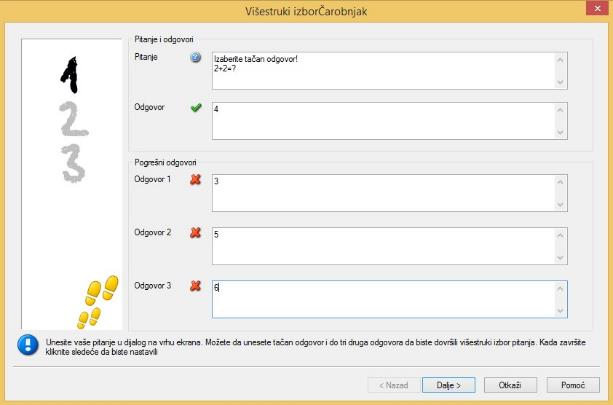 Višestruki izborČarobnjak
1
2
3
Pitanje i odgovori
Pitanje
Izaberite tačan odgovor!
2+2=?
Odgovor
4
Pogrešni odgovori
Odgovor 1
3
Odgovor 2
5
Odgovor 3
6
Unesite vaše pitanje u dijalog na vrhu ekrana. Možete da unesete tačan odgovor i do tri druga odgovora da biste dovršili višestruki izbor pitanja. Kada završite
kliknite sledeće da biste nastavili
< Nazad
Dalje >
Otkaži
Pomoć